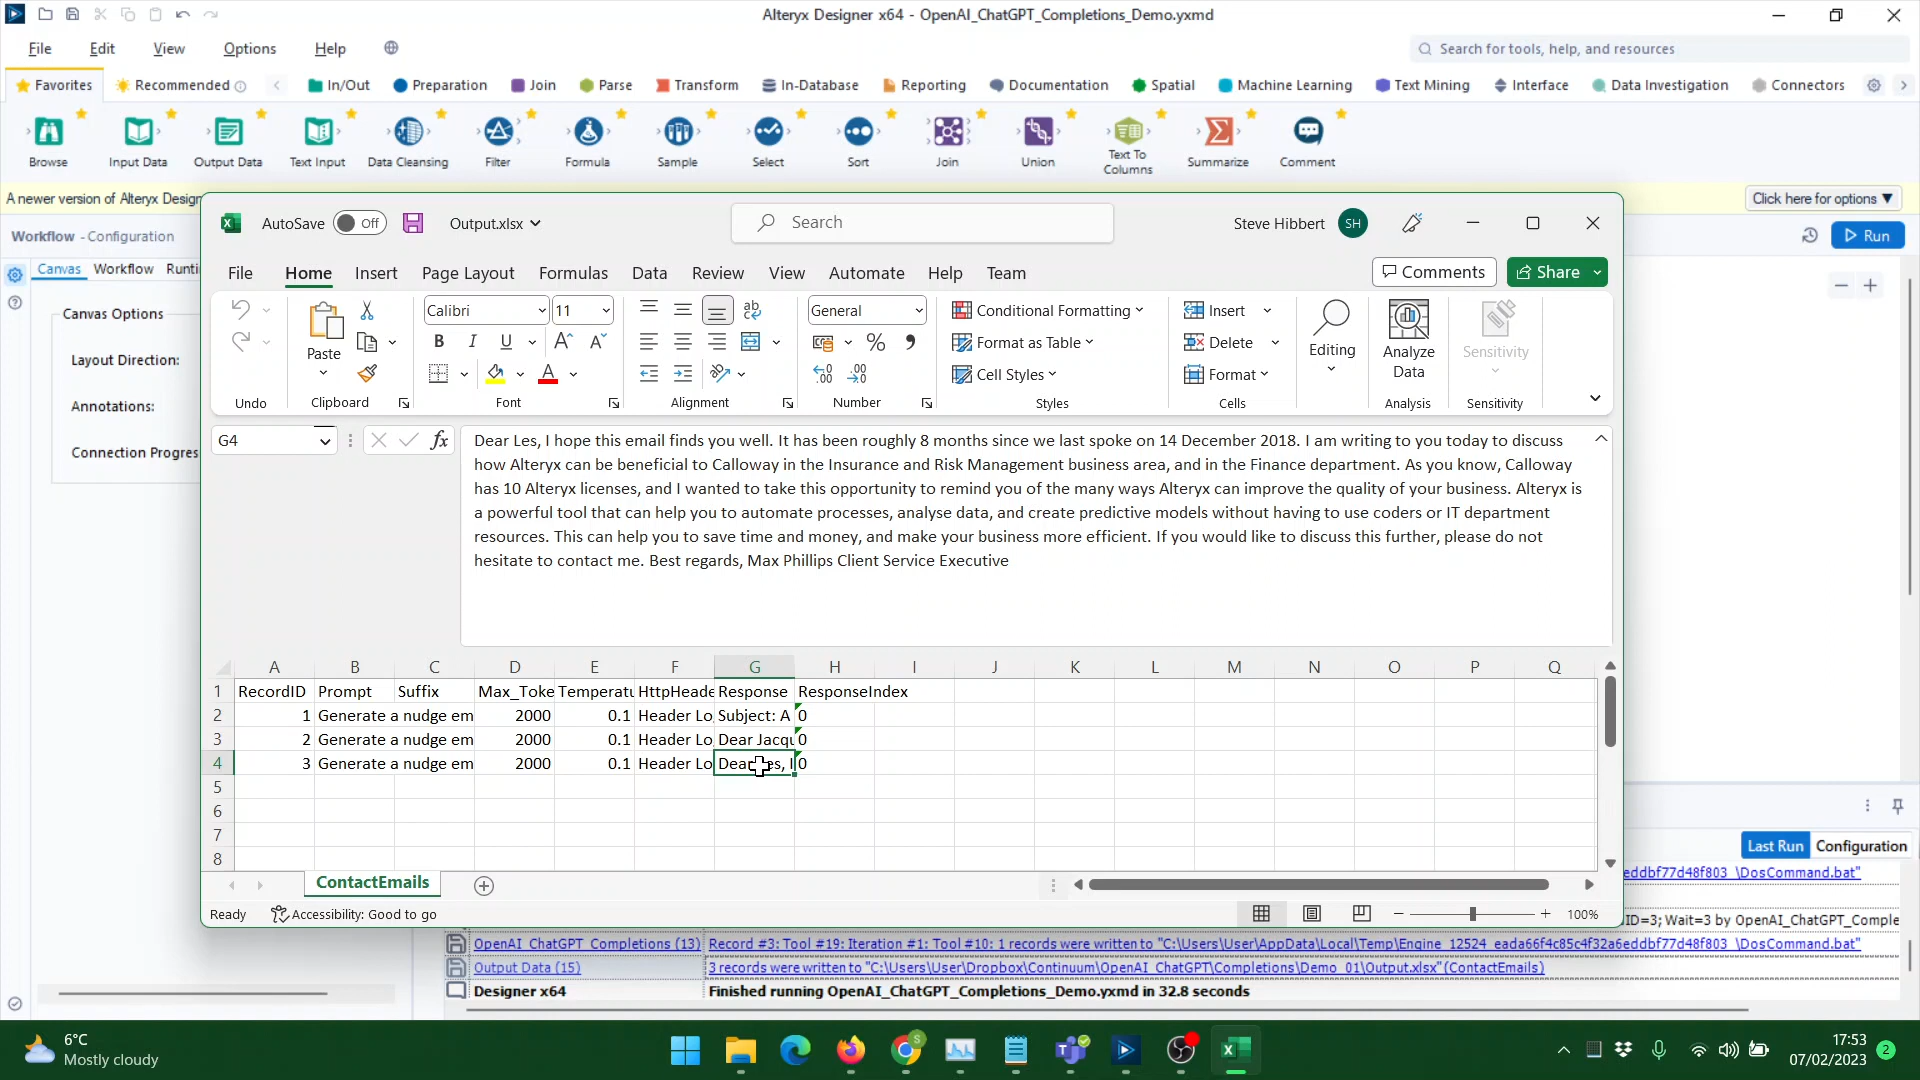 Alteryx Designer x64 - OpenAI_ChatGPT_Completions_Demo.yxmd
File Edit View Options Help
Search for tools, help, and resources
Favorites Recommended In/Out Preparation Join Parse Transform In-Database Reporting Documentation Spatial Machine Learning Text Mining Interface Data Investigation Connectors
Browse Input Data Output Data Text Input Data Cleansing Filter Formula Sample Select Sort Join Union Text To Columns Summarize Comment
A newer version of Alteryx Desig
Click here for options ▼
Workflow - Configuration
Run
Canvas Workflow Runti
Canvas Options
Layout Direction:
Annotations:
Connection Progres
AutoSave Off Output.xlsx Search Steve Hibbert SH
File Home Insert Page Layout Formulas Data Review View Automate Help Team Comments Share
Calibri 11 General
Conditional Formatting
Format as Table
Cell Styles
Insert
Delete
Format
Paste
B I U
Editing
Analyze Data
Sensitivity
Undo Clipboard Font Alignment Number Styles Cells Analysis Sensitivity
G4
fx
Dear Les, I hope this email finds you well. It has been roughly 8 months since we last spoke on 14 December 2018. I am writing to you today to discuss
how Alteryx can be beneficial to Calloway in the Insurance and Risk Management business area, and in the Finance department. As you know, Calloway
has 10 Alteryx licenses, and I wanted to take this opportunity to remind you of the many ways Alteryx can improve the quality of your business. Alteryx is
a powerful tool that can help you to automate processes, analyse data, and create predictive models without having to use coders or IT department
resources. This can help you to save time and money, and make your business more efficient. If you would like to discuss this further, please do not
hesitate to contact me. Best regards, Max Phillips Client Service Executive
A B C D E F G H I J K L M N O P Q
1 RecordID Prompt Suffix Max_Toke Temperatu HttpHeade Response ResponseIndex
2 1 Generate a nudge em 2000 0.1 Header Lo Subject: A 0
3 2 Generate a nudge em 2000 0.1 Header Lo Dear Jacqu 0
4 3 Generate a nudge em 2000 0.1 Header Lo Dear Les, I 0
5
6
7
8
ContactEmails
Ready Accessibility: Good to go 100%
Last Run Configuration
eddbf77d48f803_\DosCommand.bat"
ID=3; Wait=3 by OpenAI_ChatGPT_Comple
OpenAI_ChatGPT_Completions (13) Record #3: Tool #19: Iteration #1: Tool #10: 1 records were written to "C:\Users\User\AppData\Local\Temp\Engine_12524_eada66f4c85c4f32a6eddbf77d48f803_\DosCommand.bat"
Output Data (15) 3 records were written to "C:\Users\User\Dropbox\Continuum\OpenAI_ChatGPT\Completions\Demo_01\Output.xlsx" (ContactEmails)
Designer x64 Finished running OpenAI_ChatGPT_Completions_Demo.yxmd in 32.8 seconds
6°C
Mostly cloudy
17:53
07/02/2023
2